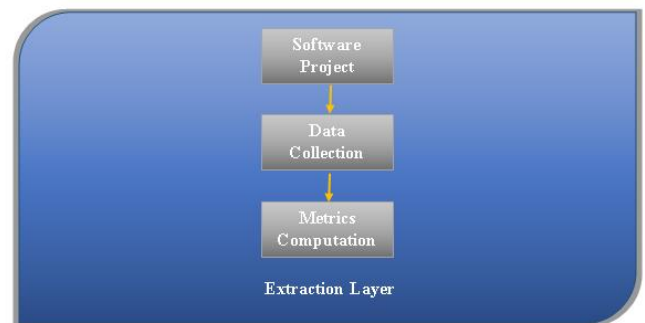 Software
Project
Data
Collection
Metrics
Computation
Extraction Layer